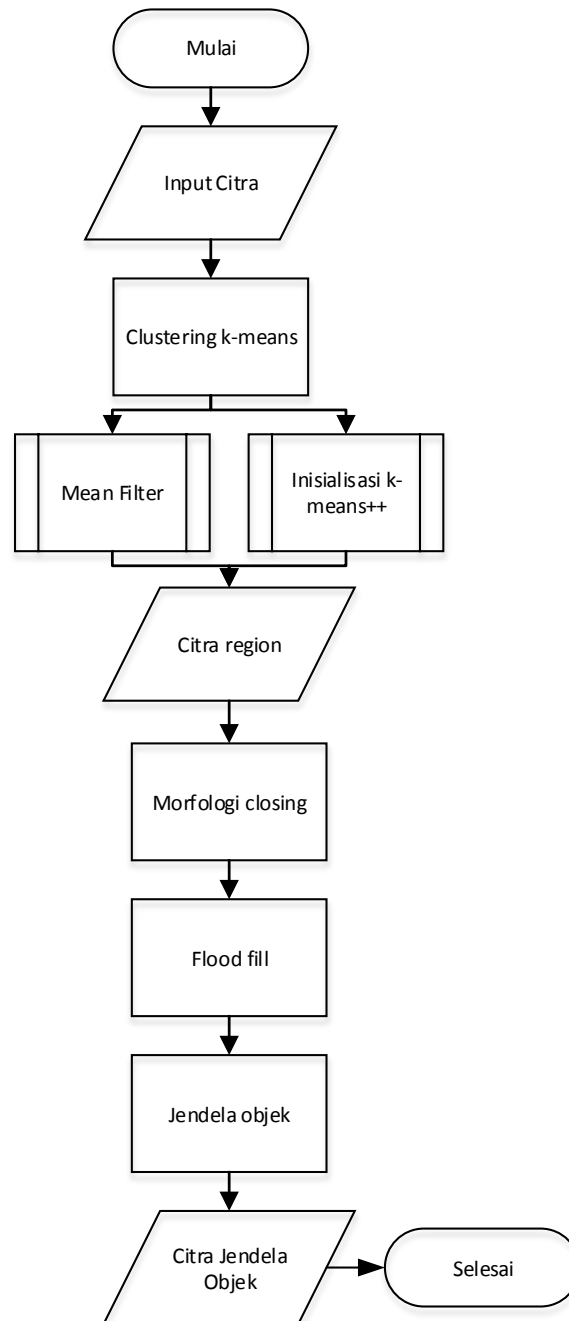 Mulai
Input Citra
Clustering k-means
Mean Filter
Inisialisasi k-
means++
Citra region
Morfologi closing
Flood fill
Jendela objek
Citra Jendela
Objek
Selesai